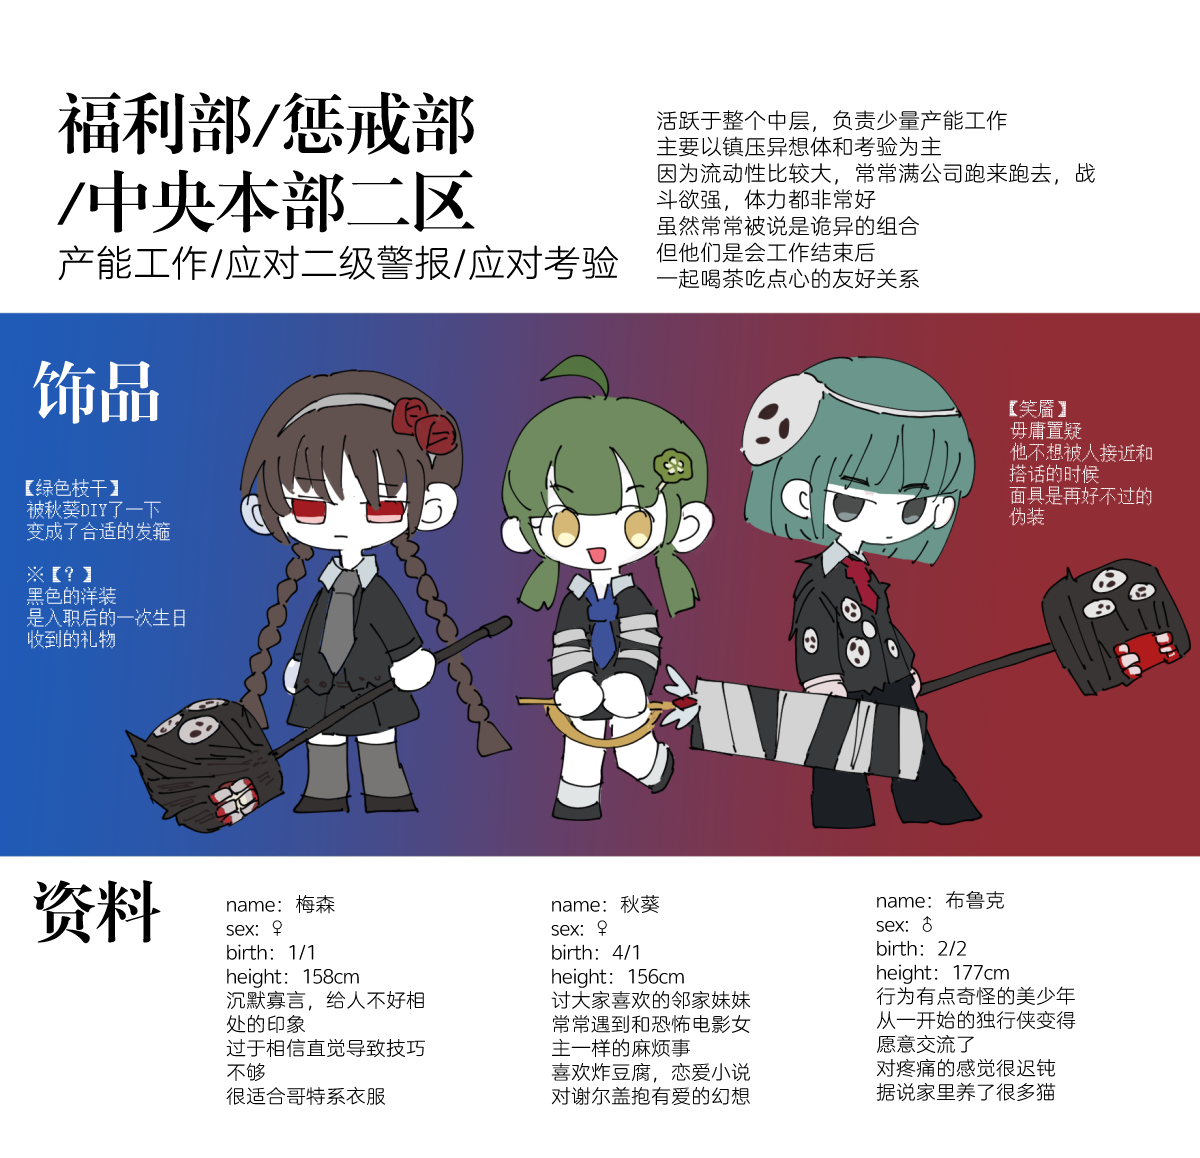 福利部/惩戒部
/中央本部二区
产能工作/应对二级警报/应对考验
活跃于整个中层，负责少量产能工作
主要以镇压异想体和考验为主
因为流动性比较大，常常满公司跑来跑去，战
斗欲强，体力都非常好
虽然常常被说是诡异的组合
但他们是会工作结束后
一起喝茶吃点心的友好关系
饰品
【绿色枝干】
被秋葵DIY了一下
变成了合适的发箍
※【？】
黑色的洋装
是入职后的一次生日
收到的礼物
【笑靥】
毋庸置疑
他不想被人接近和
搭话的时候
面具是再好不过的
伪装
资料
name：梅森
sex: ♀
birth：1/1
height：158cm
沉默寡言，给人不好相
处的印象
过于相信直觉导致技巧
不够
很适合哥特系衣服
name：秋葵
sex: ♀
birth：4/1
height：156cm
讨大家喜欢的邻家妹妹
常常遇到和恐怖电影女
主一样的麻烦事
喜欢炸豆腐，恋爱小说
对谢尔盖抱有爱的幻想
name：布鲁克
sex: ♂
birth：2/2
height：177cm
行为有点奇怪的美少年
从一开始的独行侠变得
愿意交流了
对疼痛的感觉很迟钝
据说家里养了很多猫